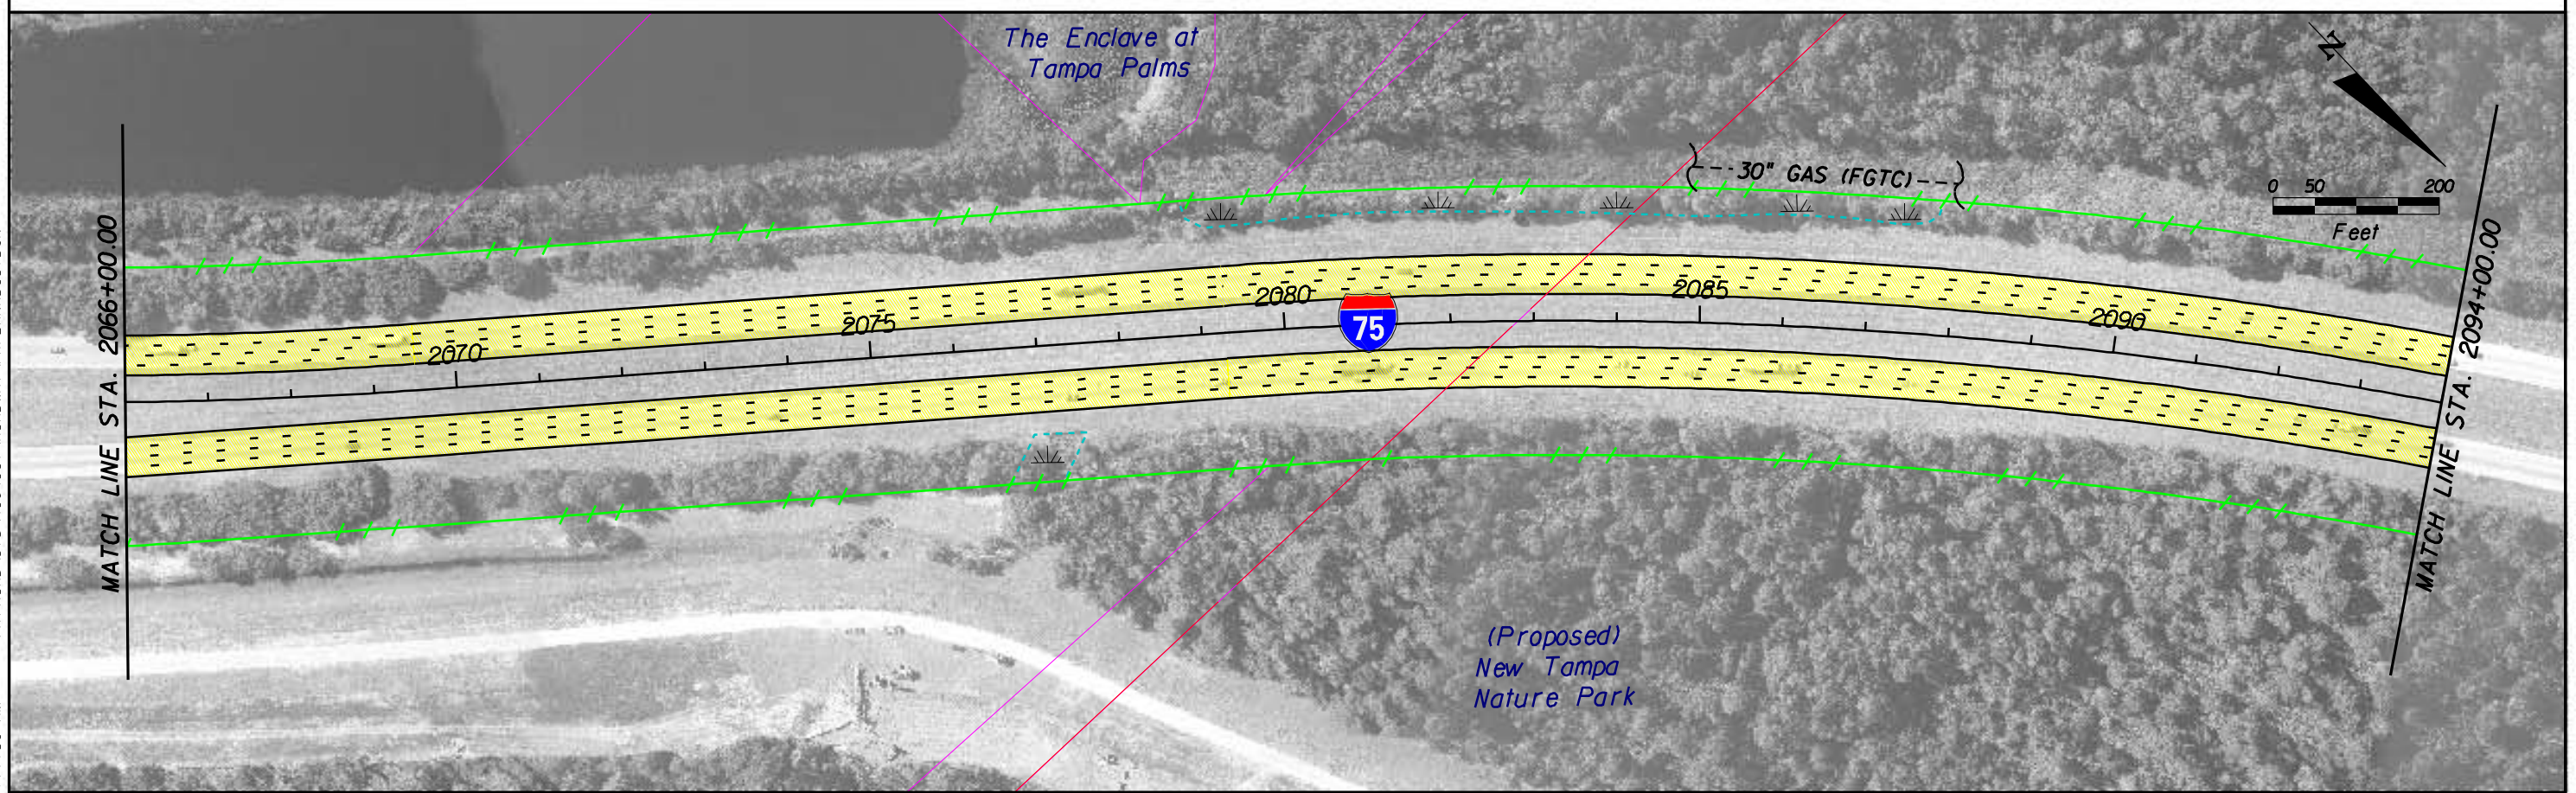 The Enclave at
Tampa Palms
N
30" GAS (FGTC)
0 50 200
Feet
MATCH LINE STA. 2066+00.00
2070
2075
2080
75
2085
2090
MATCH LINE STA. 2094+00.00
(Proposed)
New Tampa
Nature Park